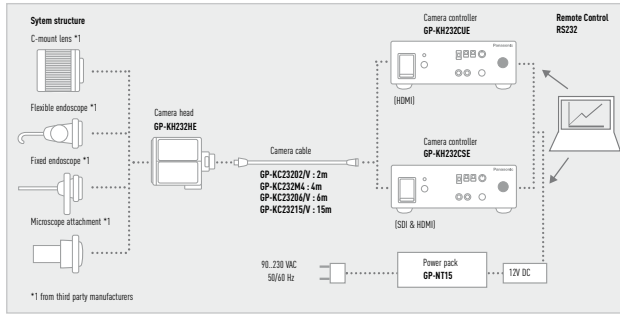 Sytem structure
C-mount lens *1
Flexible endoscope *1
Fixed endoscope *1
Microscope attachment *1
*1 from third party manufacturers
Camera head
GP-KH232HE
Camera cable
GP-KC23202/V : 2m
GP-KC232M4 : 4m
GP-KC23206/V : 6m
GP-KC23215/V : 15m
Camera controller
GP-KH232CUE
Panasonic
(HDMI)
Camera controller
GP-KH232CSE
Panasonic
(SDI & HDMI)
Remote Control
RS232
90..230 VAC
50/60 Hz
Power pack
GP-NT15
12V DC